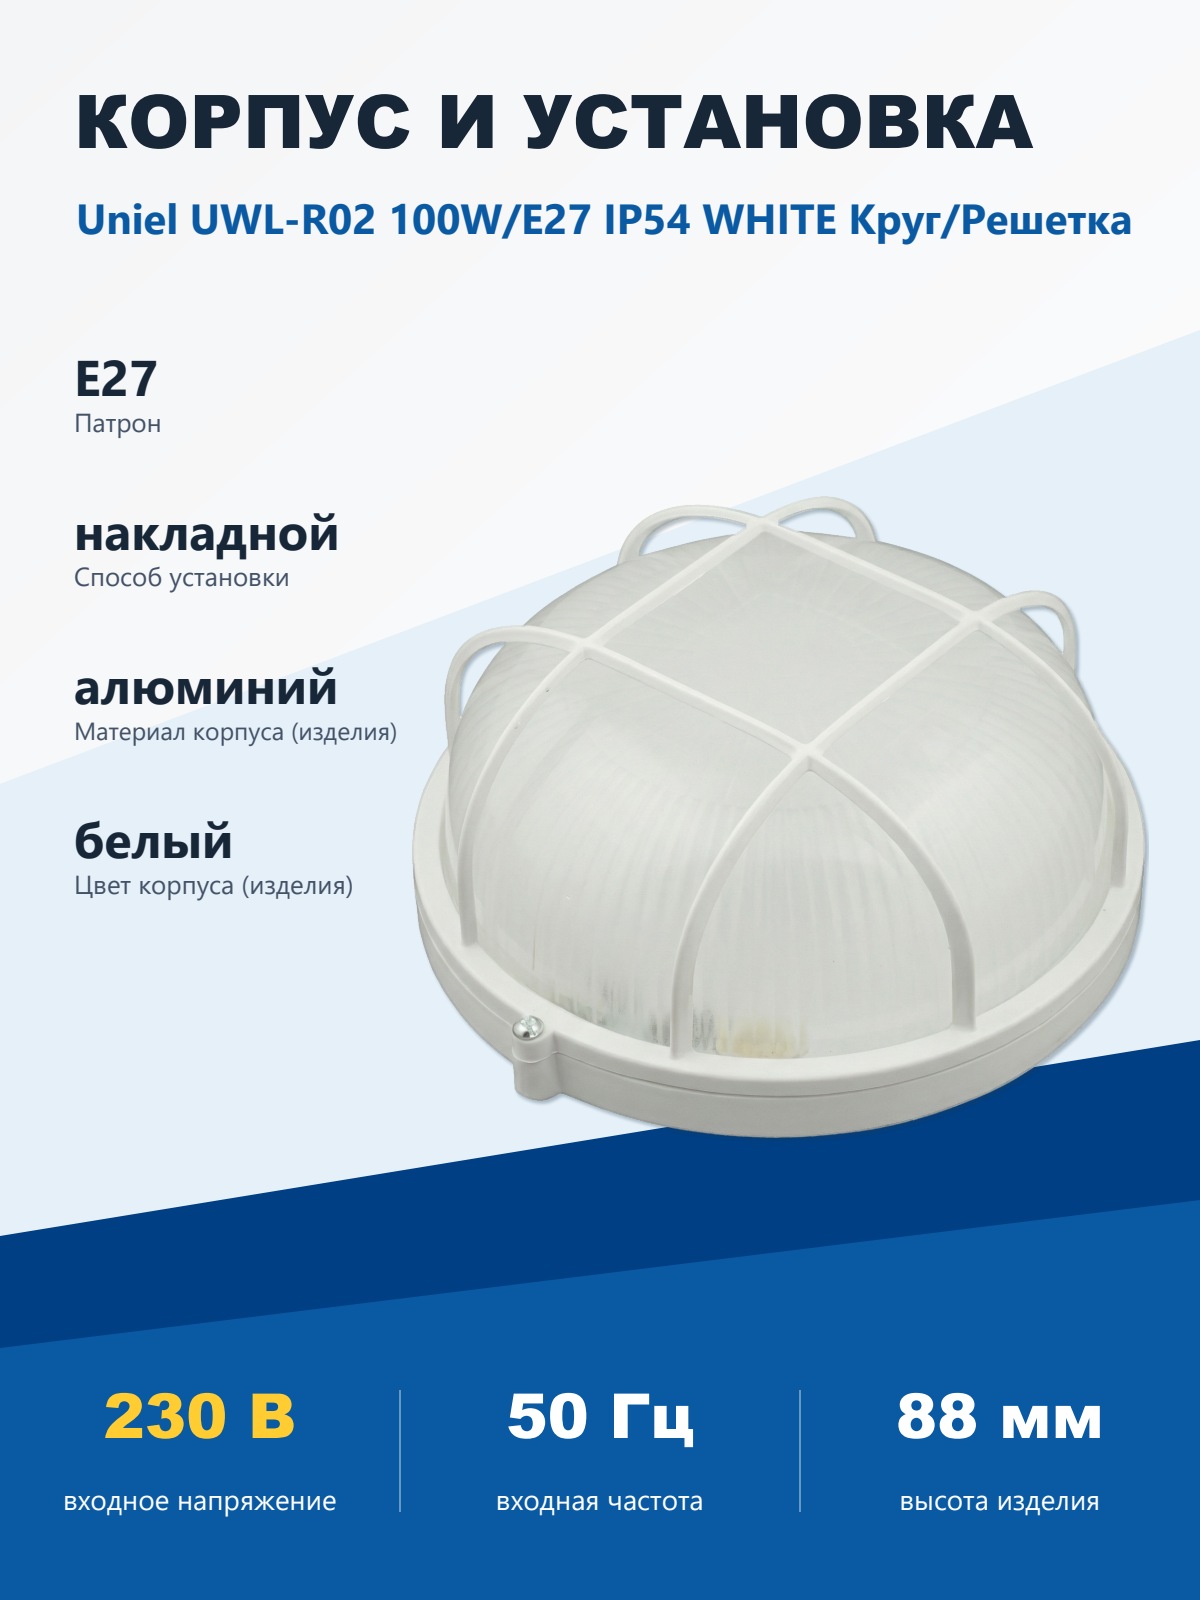 КОРПУС И УСТАНОВКА
Uniel UWL-R02 100W/E27 IP54 WHITE Круг/Решетка
E27
Патрон
накладной
Способ установки
алюминий
Материал корпуса (изделия)
белый
Цвет корпуса (изделия)
230 В
входное напряжение
50 Гц
входная частота
88 мм
высота изделия